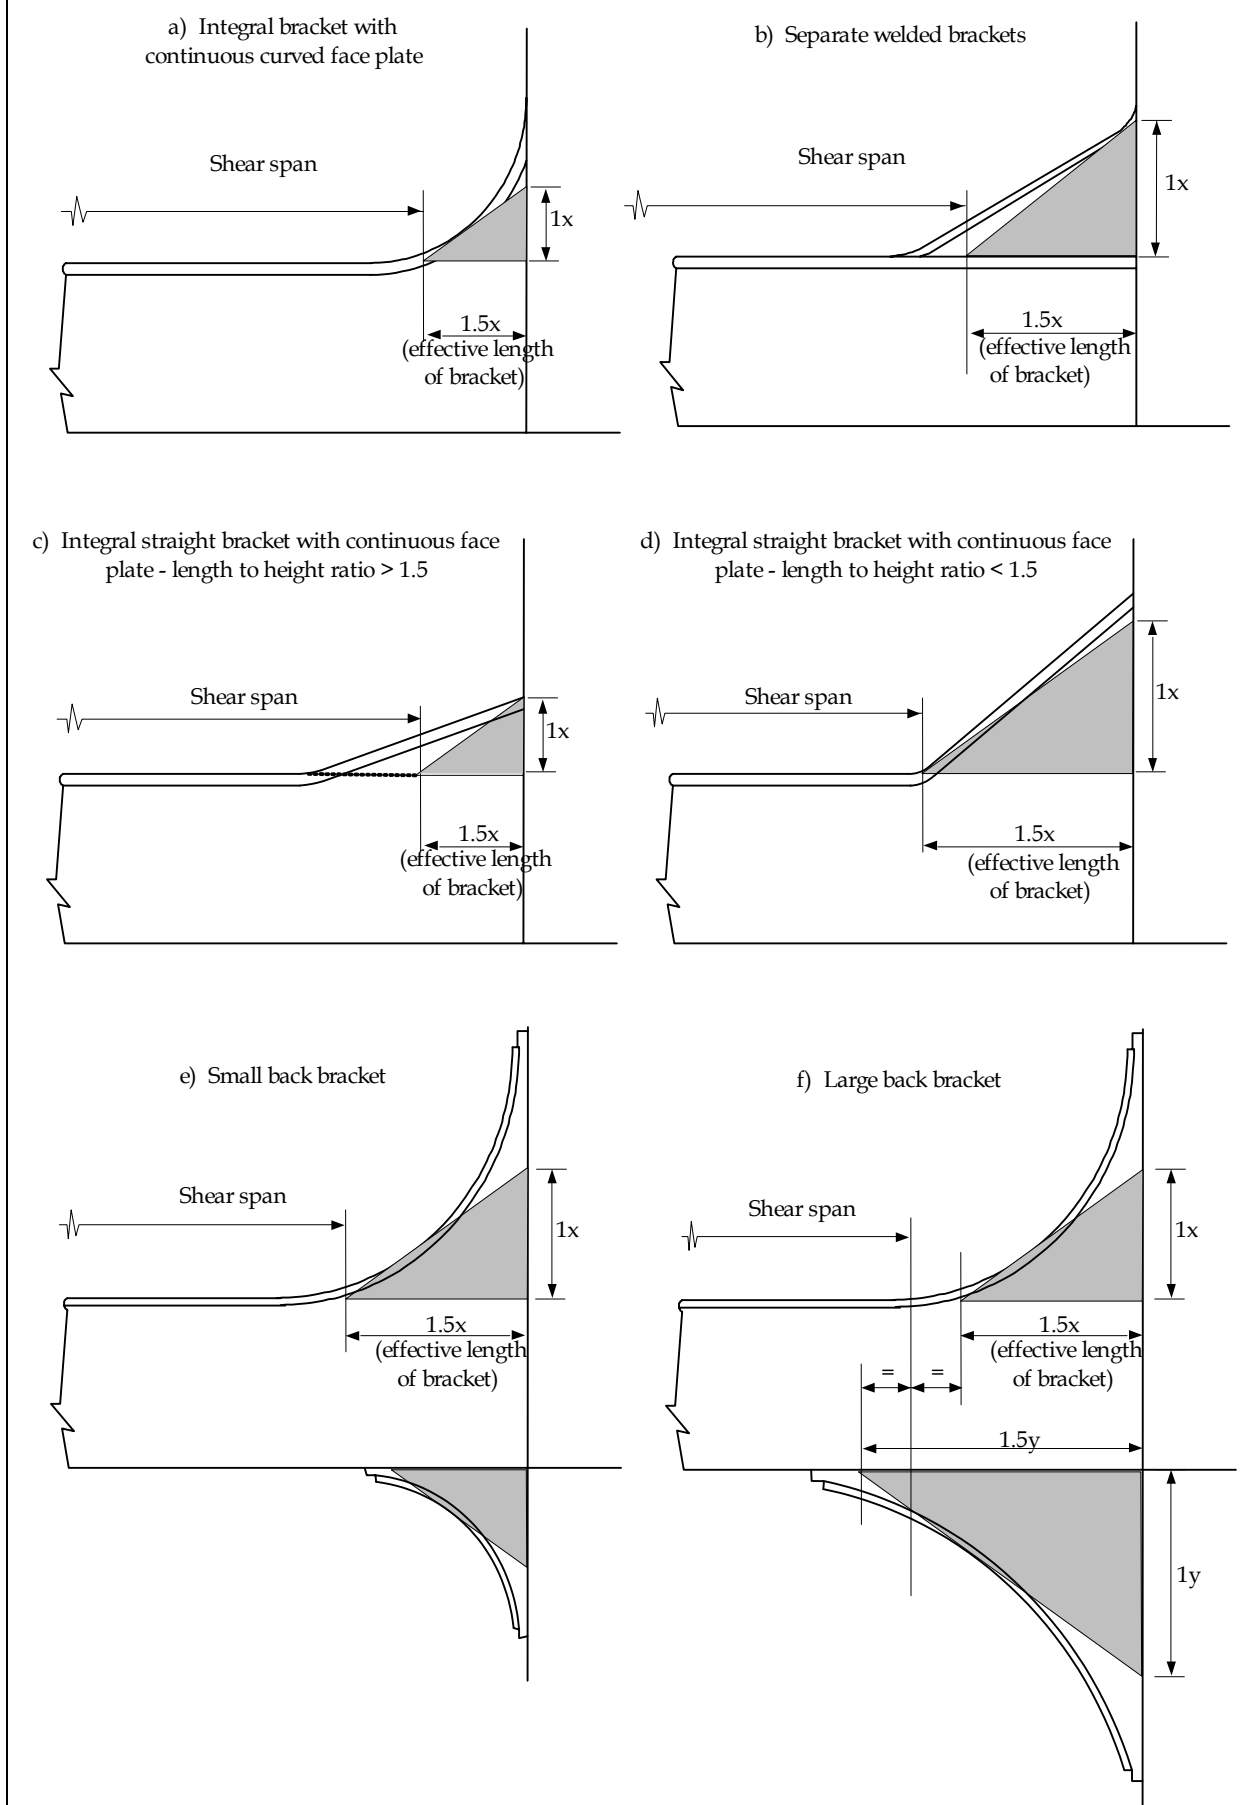 a) Integral bracket with
continuous curved face plate
Shear span
1x
1.5x
(effective length
of bracket)
b) Separate welded brackets
Shear span
1x
1.5x
(effective length
of bracket)
c) Integral straight bracket with continuous face
plate - length to height ratio > 1.5
Shear span
1x
1.5x
(effective length
of bracket)
d) Integral straight bracket with continuous face
plate - length to height ratio < 1.5
Shear span
1x
1.5x
(effective length
of bracket)
e) Small back bracket
Shear span
1x
1.5x
(effective length
of bracket)
f) Large back bracket
Shear span
1x
1.5x
(effective length
of bracket)
= =
1.5y
1y